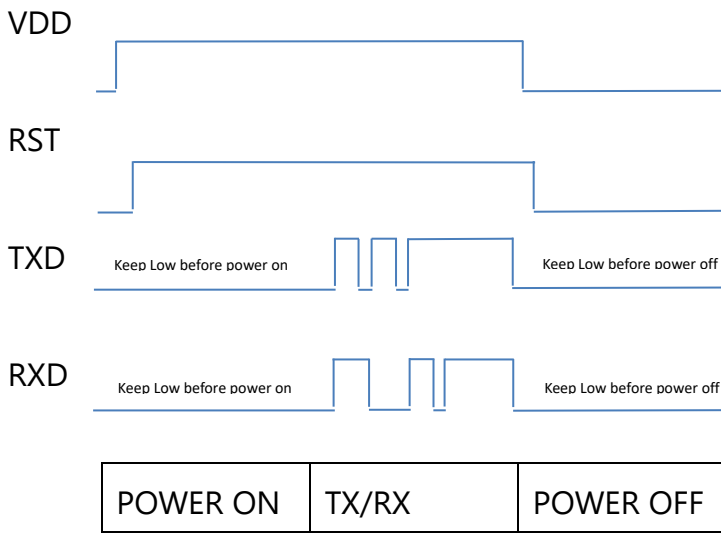 VDD
RST
TXD
Keep Low before power on
Keep Low before power off
RXD
Keep Low before power on
Keep Low before power off
POWER ON
TX/RX
POWER OFF